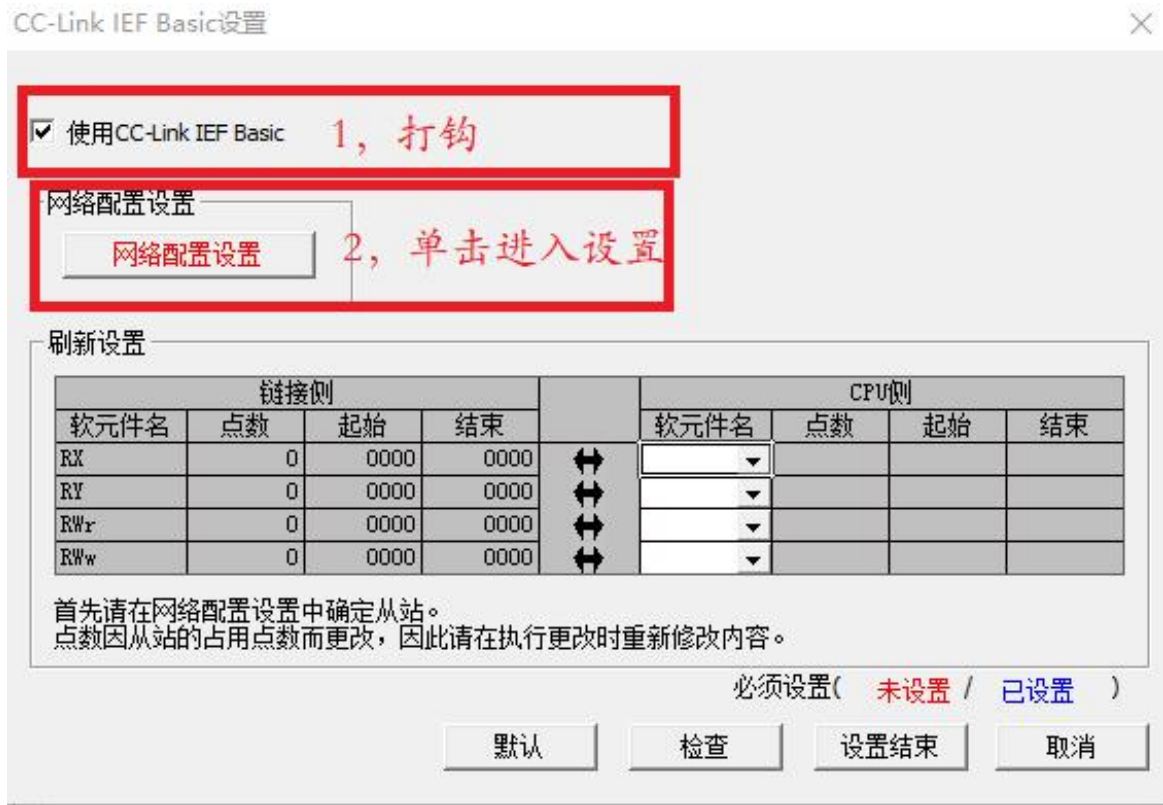 CC-Link IEF Basic设置
使用CC-Link IEF Basic 1，打钩
网络配置设置
网络配置设置 2，单击进入设置
刷新设置
链接侧 CPU侧
软元件名 点数 起始 结束 软元件名 点数 起始 结束
RX 0 0000 0000
RY 0 0000 0000
RWr 0 0000 0000
RWw 0 0000 0000
首先请在网络配置设置中确定从站。
点数因从站的占用点数而更改，因此请在执行更改时重新修改内容。
必须设置( 未设置 / 已设置 )
默认 检查 设置结束 取消